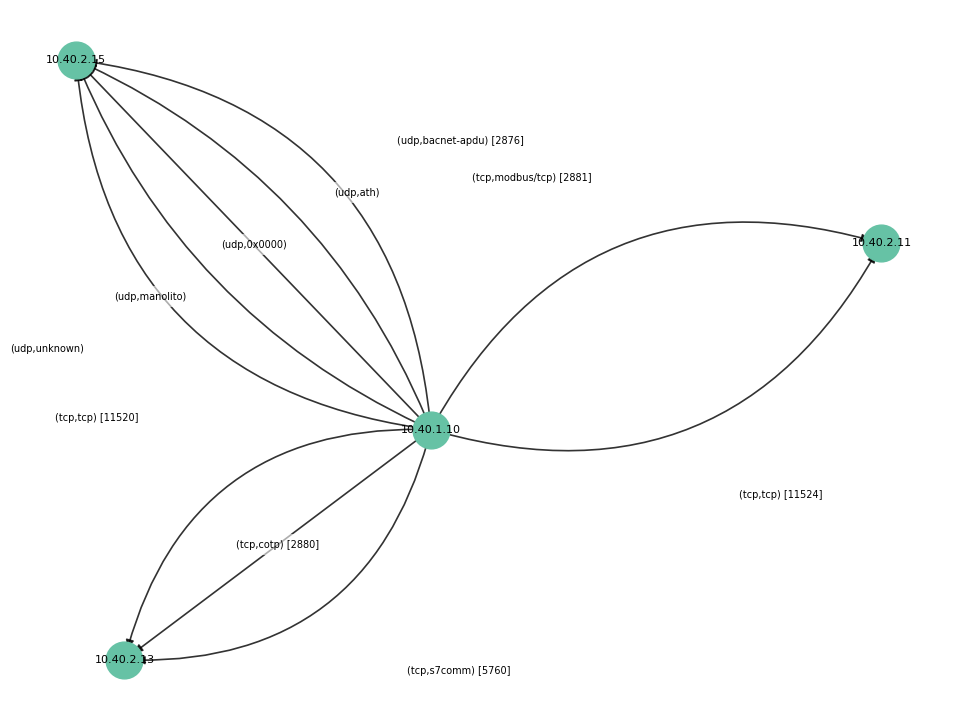 10.40.2.15
(udp,bacnet-apdu) [2876]
(tcp,modbus/tcp) [2881]
(udp,ath)
(udp,0x0000)
10.40.2.11
(udp,manolito)
(udp,unknown)
(tcp,tcp) [11520]
10.40.1.10
(tcp,tcp) [11524]
(tcp,cotp) [2880]
10.40.2.13
(tcp,s7comm) [5760]